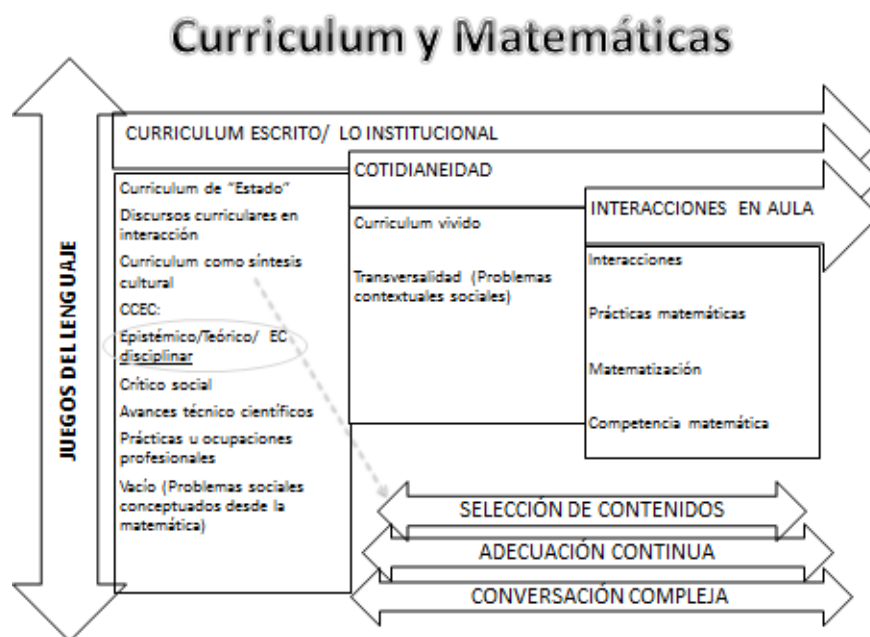 Curriculum y Matemáticas
JUEGOS DEL LENGUAJE
CURRICULUM ESCRITO/ LO INSTITUCIONAL
Curriculum de "Estado"
Discursos curriculares en
interacción
Curriculum como síntesis
cultural
CCEC:
Epistémico/Teórico/ EC
disciplinar
Crítico social
Avances técnico científicos
Prácticas u ocupaciones
profesionales
Vacío (Problemas sociales
conceptuados desde la
matemática)
COTIDIANEIDAD
Curriculum vivido
Transversalidad (Problemas
contextuales sociales)
INTERACCIONES EN AULA
Interacciones
Prácticas matemáticas
Matematización
Competencia matemática
SELECCIÓN DE CONTENIDOS
ADECUACIÓN CONTINUA
CONVERSACIÓN COMPLEJA